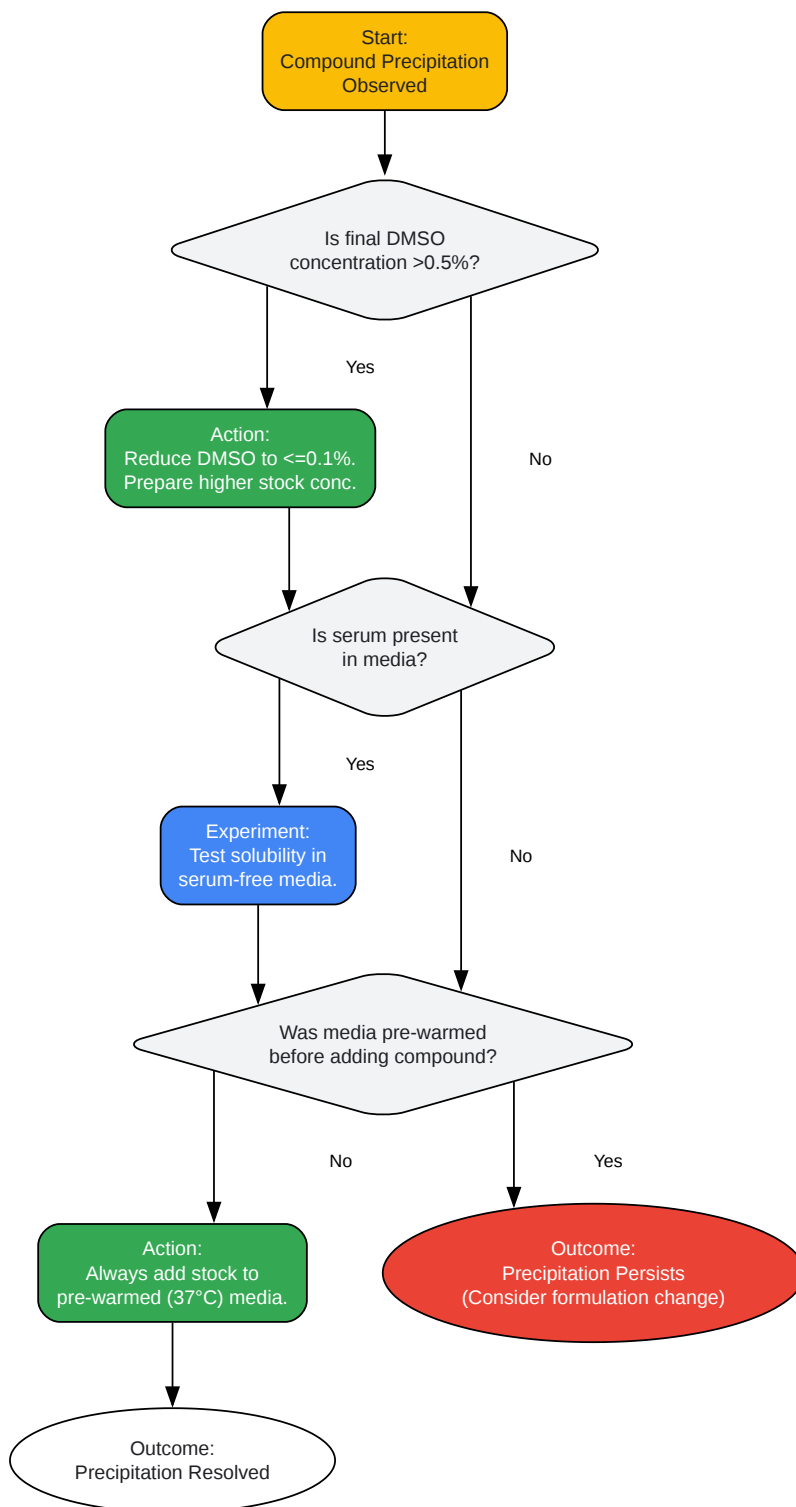 Start:
Compound Precipitation
Observed
Is final DMSO
concentration >0.5%?
Yes
Action:
Reduce DMSO to <=0.1%.
Prepare higher stock conc.
No
Is serum present
in media?
Yes
Experiment:
Test solubility in
serum-free media.
No
Was media pre-warmed
before adding compound?
No
Yes
Action:
Always add stock to
pre-warmed (37°C) media.
Outcome:
Precipitation Persists
(Consider formulation change)
Outcome:
Precipitation Resolved